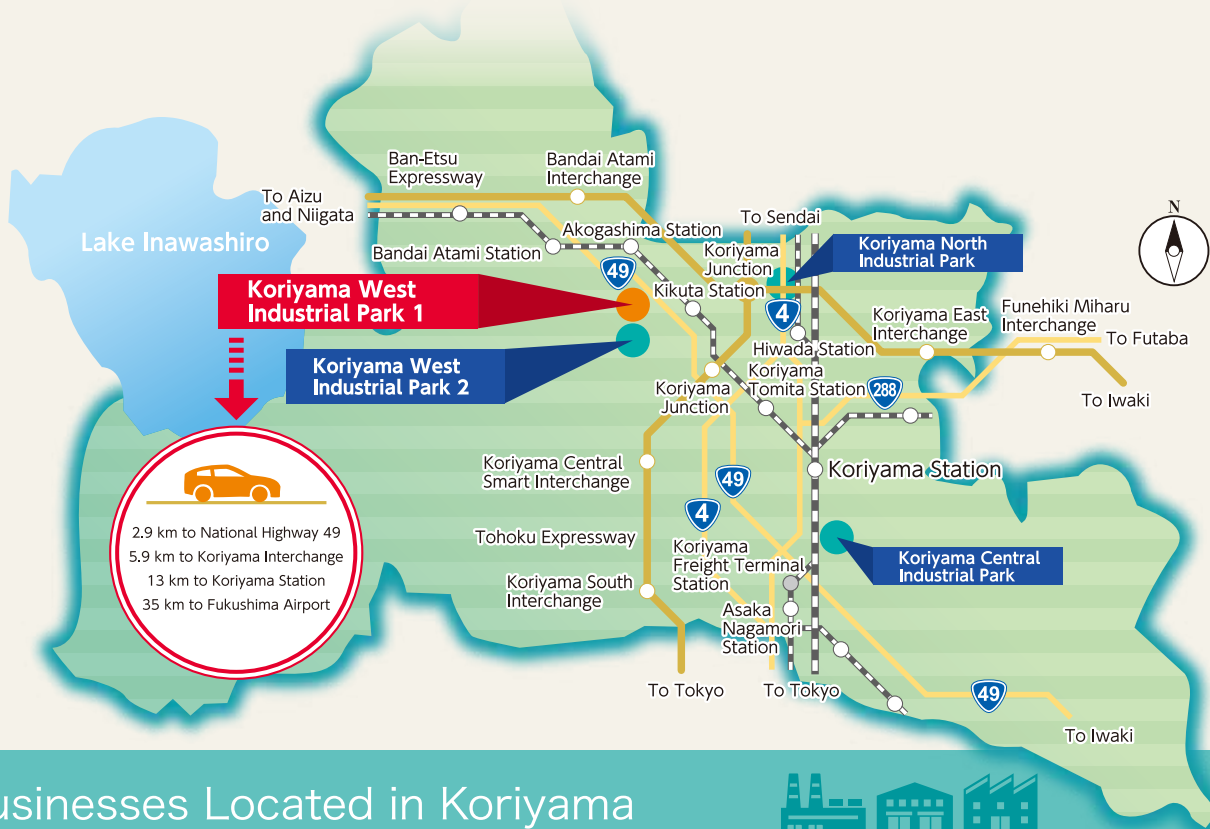 Ban-Etsu
Expressway
Bandai Atami
Interchange
To Aizu
and Niigata
To Sendai
N
Lake Inawashiro
Bandai Atami Station
Akogashima Station
Koriyama
Junction
Koriyama North
Industrial Park
49
Koriyama West
Industrial Park 1
Kikuta Station
4
Koriyama East
Interchange
Funehiki Miharu
Interchange
To Futaba
Hiwada Station
Koriyama West
Industrial Park 2
Koriyama
Junction
Koriyama
Tomita Station
288
To Iwaki
Koriyama Central
Smart Interchange
Koriyama Station
49
4
2.9 km to National Highway 49
5.9 km to Koriyama Interchange
13 km to Koriyama Station
35 km to Fukushima Airport
Tohoku Expressway
Koriyama
Freight Terminal
Station
Koriyama Central
Industrial Park
Koriyama South
Interchange
Asaka
Nagamori
Station
To Tokyo
To Tokyo
49
To Iwaki
usinesses Located in Koriyama